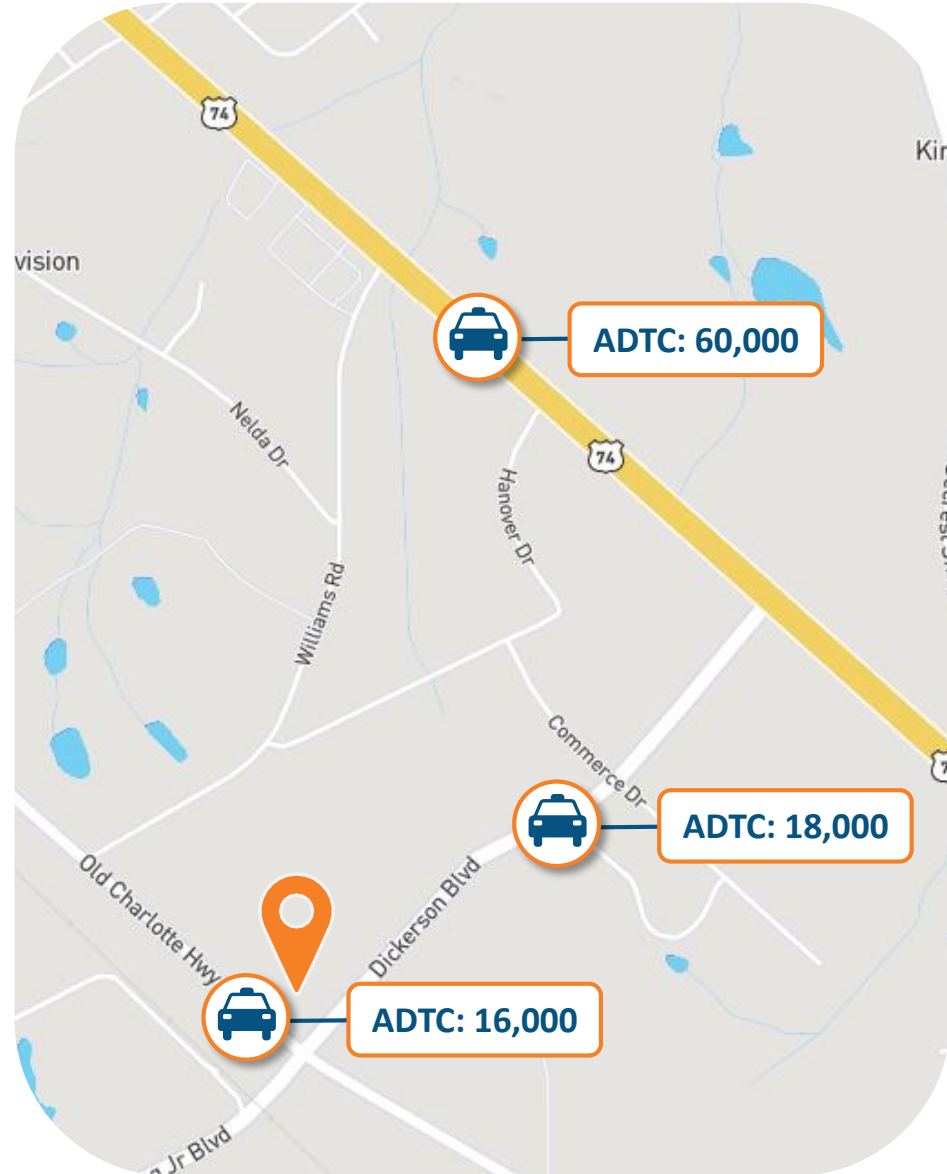 74
Kir
vision
ADTC: 60,000
Nelda Dr
74
Hanover Dr
Williams Rd
Commerce Dr
ADTC: 18,000
Old Charlotte Hwy
Dickerson Blvd
ADTC: 16,000
Jr Blvd